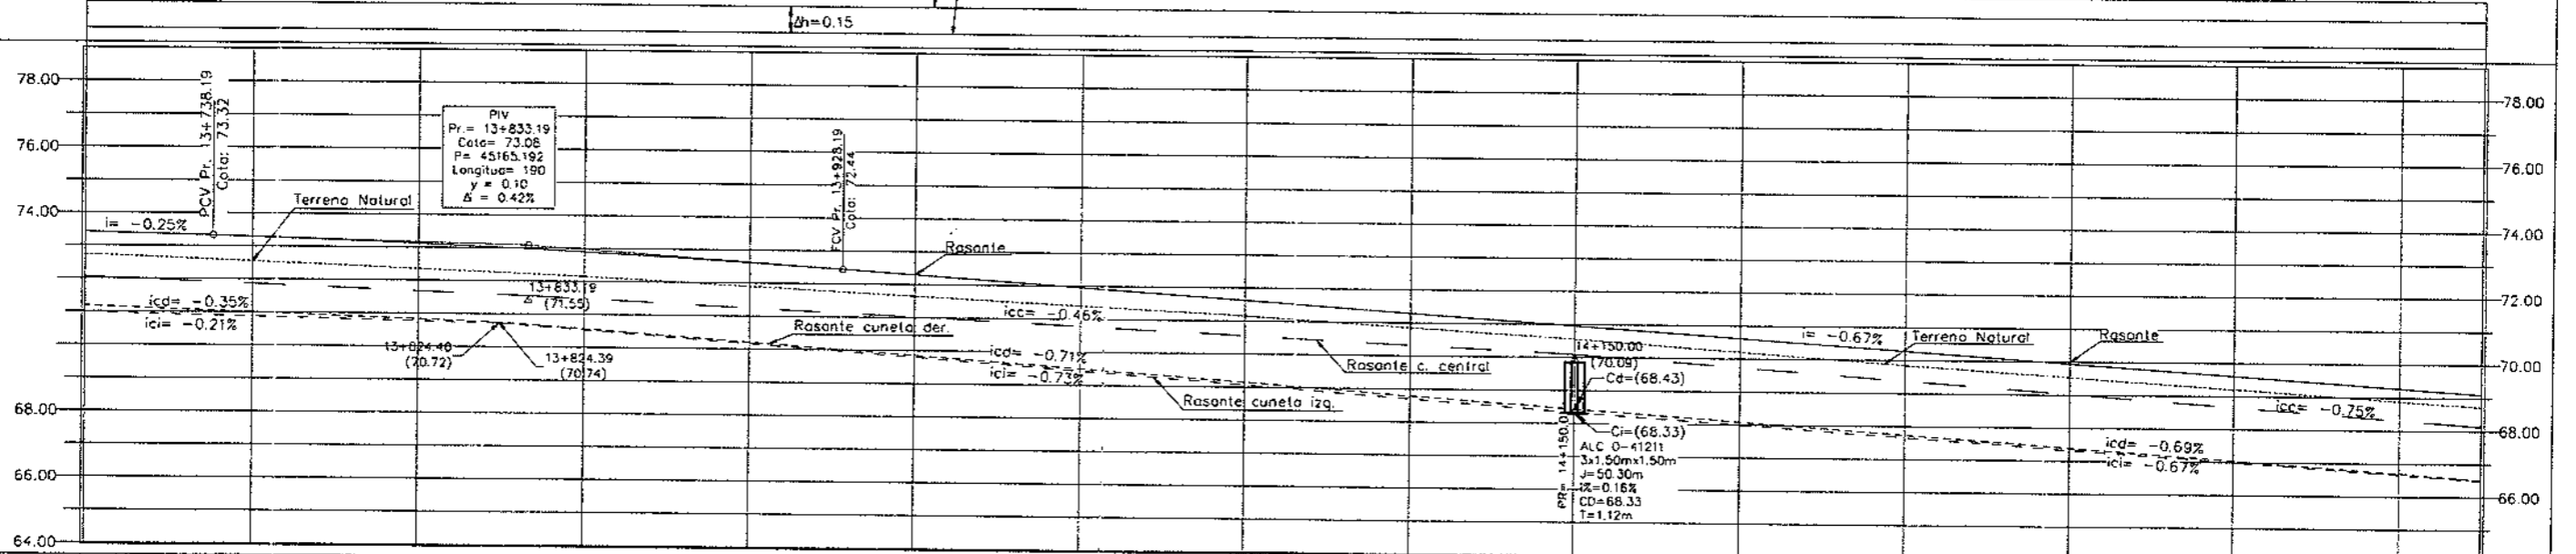 Δh=0.15
78.00
76.00
74.00
68.00
66.00
64.00
PCV Pr. 13+738.19
Cota: 73.32
i= -0.25%
Terreno Natural
PIV
Pr.= 13+833.19
Cota= 73.08
P= 45165.192
Longitud= 190
y = 0.10
Δ = 0.42%
FCV Pr. 13+928.19
Cota: 72.44
Rasante
icd= -0.35%
ici= -0.21%
13+833.19
(71.55)
13+824.40
(70.72)
13+824.39
(70.74)
Rasante cuneta der.
icc= -0.46%
icd= -0.71%
ici= -0.73%
Rasante cuneta izq.
Rasante c. central
14+150.00
(70.09)
Cd=(68.43)
Ci=(68.33)
PR= 14+150.00
ALC O-41211
3x1.50mx1.50m
J=50.30m
i%=0.16%
CD=68.33
T=1.12m
i= -0.67%
Terreno Natural
Rasante
icc= -0.75%
icd= -0.69%
ici= -0.67%
78.00
76.00
74.00
72.00
70.00
68.00
66.00